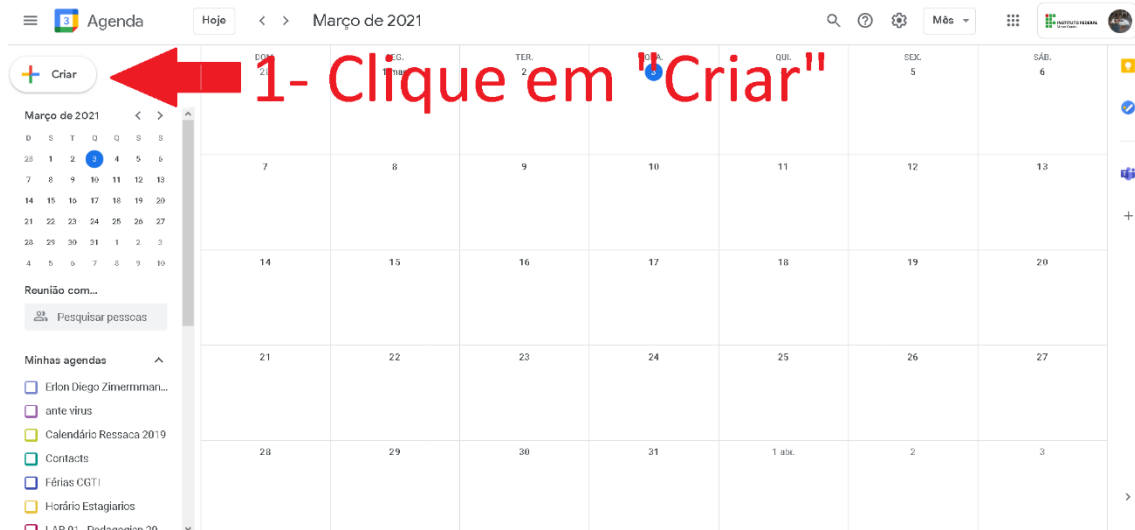 3 Agenda Hoje < > Março de 2021 Mês
Criar
1- Clique em "Criar"
TER. SEX. SÁB.
2 3 5 6
Março de 2021 < >
D S T Q Q S S
28 1 2 3 4 5 6
7 8 9 10 11 12 13
14 15 16 17 18 19 20
21 22 23 24 25 26 27
28 29 30 31 1 2 3
4 5 6 7 8 9 10
Reunião com...
Pesquisar pessoas
Minhas agendas
Erlon Diego Zimermman...
ante virus
Calendário Ressaca 2019
Contacts
Férias CGTI
Horário Estagiarios
7 8 9 10 11 12 13
14 15 16 17 18 19 20
21 22 23 24 25 26 27
28 29 30 31 1 abr. 2 3
INSTITUTO FEDERAL